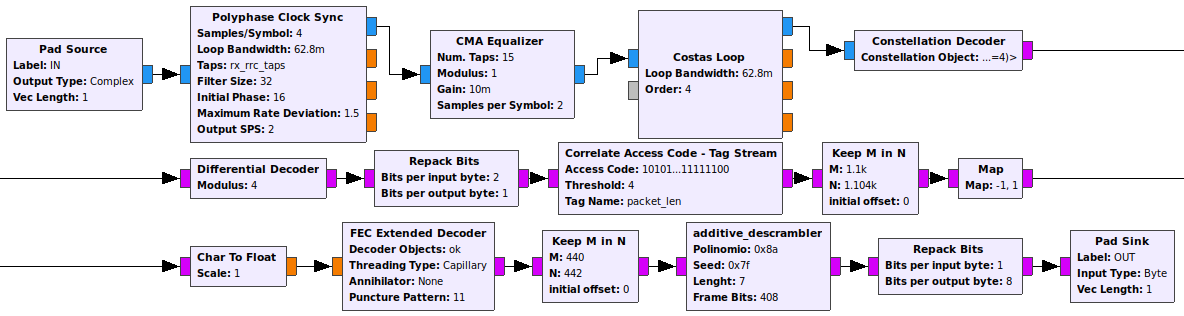 Pad Source
Label: IN
Output Type: Complex
Vec Length: 1
Polyphase Clock Sync
Samples/Symbol: 4
Loop Bandwidth: 62.8m
Taps: rx_rrc_taps
Filter Size: 32
Initial Phase: 16
Maximum Rate Deviation: 1.5
Output SPS: 2
CMA Equalizer
Num. Taps: 15
Modulus: 1
Gain: 10m
Samples per Symbol: 2
Costas Loop
Loop Bandwidth: 62.8m
Order: 4
Constellation Decoder
Constellation Object: ...=4)>
Differential Decoder
Modulus: 4
Repack Bits
Bits per input byte: 2
Bits per output byte: 1
Correlate Access Code - Tag Stream
Access Code: 10101...11111100
Threshold: 4
Tag Name: packet_len
Keep M in N
M: 1.1k
N: 1.104k
initial offset: 0
Map
Map: -1, 1
Char To Float
Scale: 1
FEC Extended Decoder
Decoder Objects: ok
Threading Type: Capillary
Annihilator: None
Puncture Pattern: 11
Keep M in N
M: 440
N: 442
initial offset: 0
additive_descrambler
Polinomio: 0x8a
Seed: 0x7f
Lenght: 7
Frame Bits: 408
Repack Bits
Bits per input byte: 1
Bits per output byte: 8
Pad Sink
Label: OUT
Input Type: Byte
Vec Length: 1